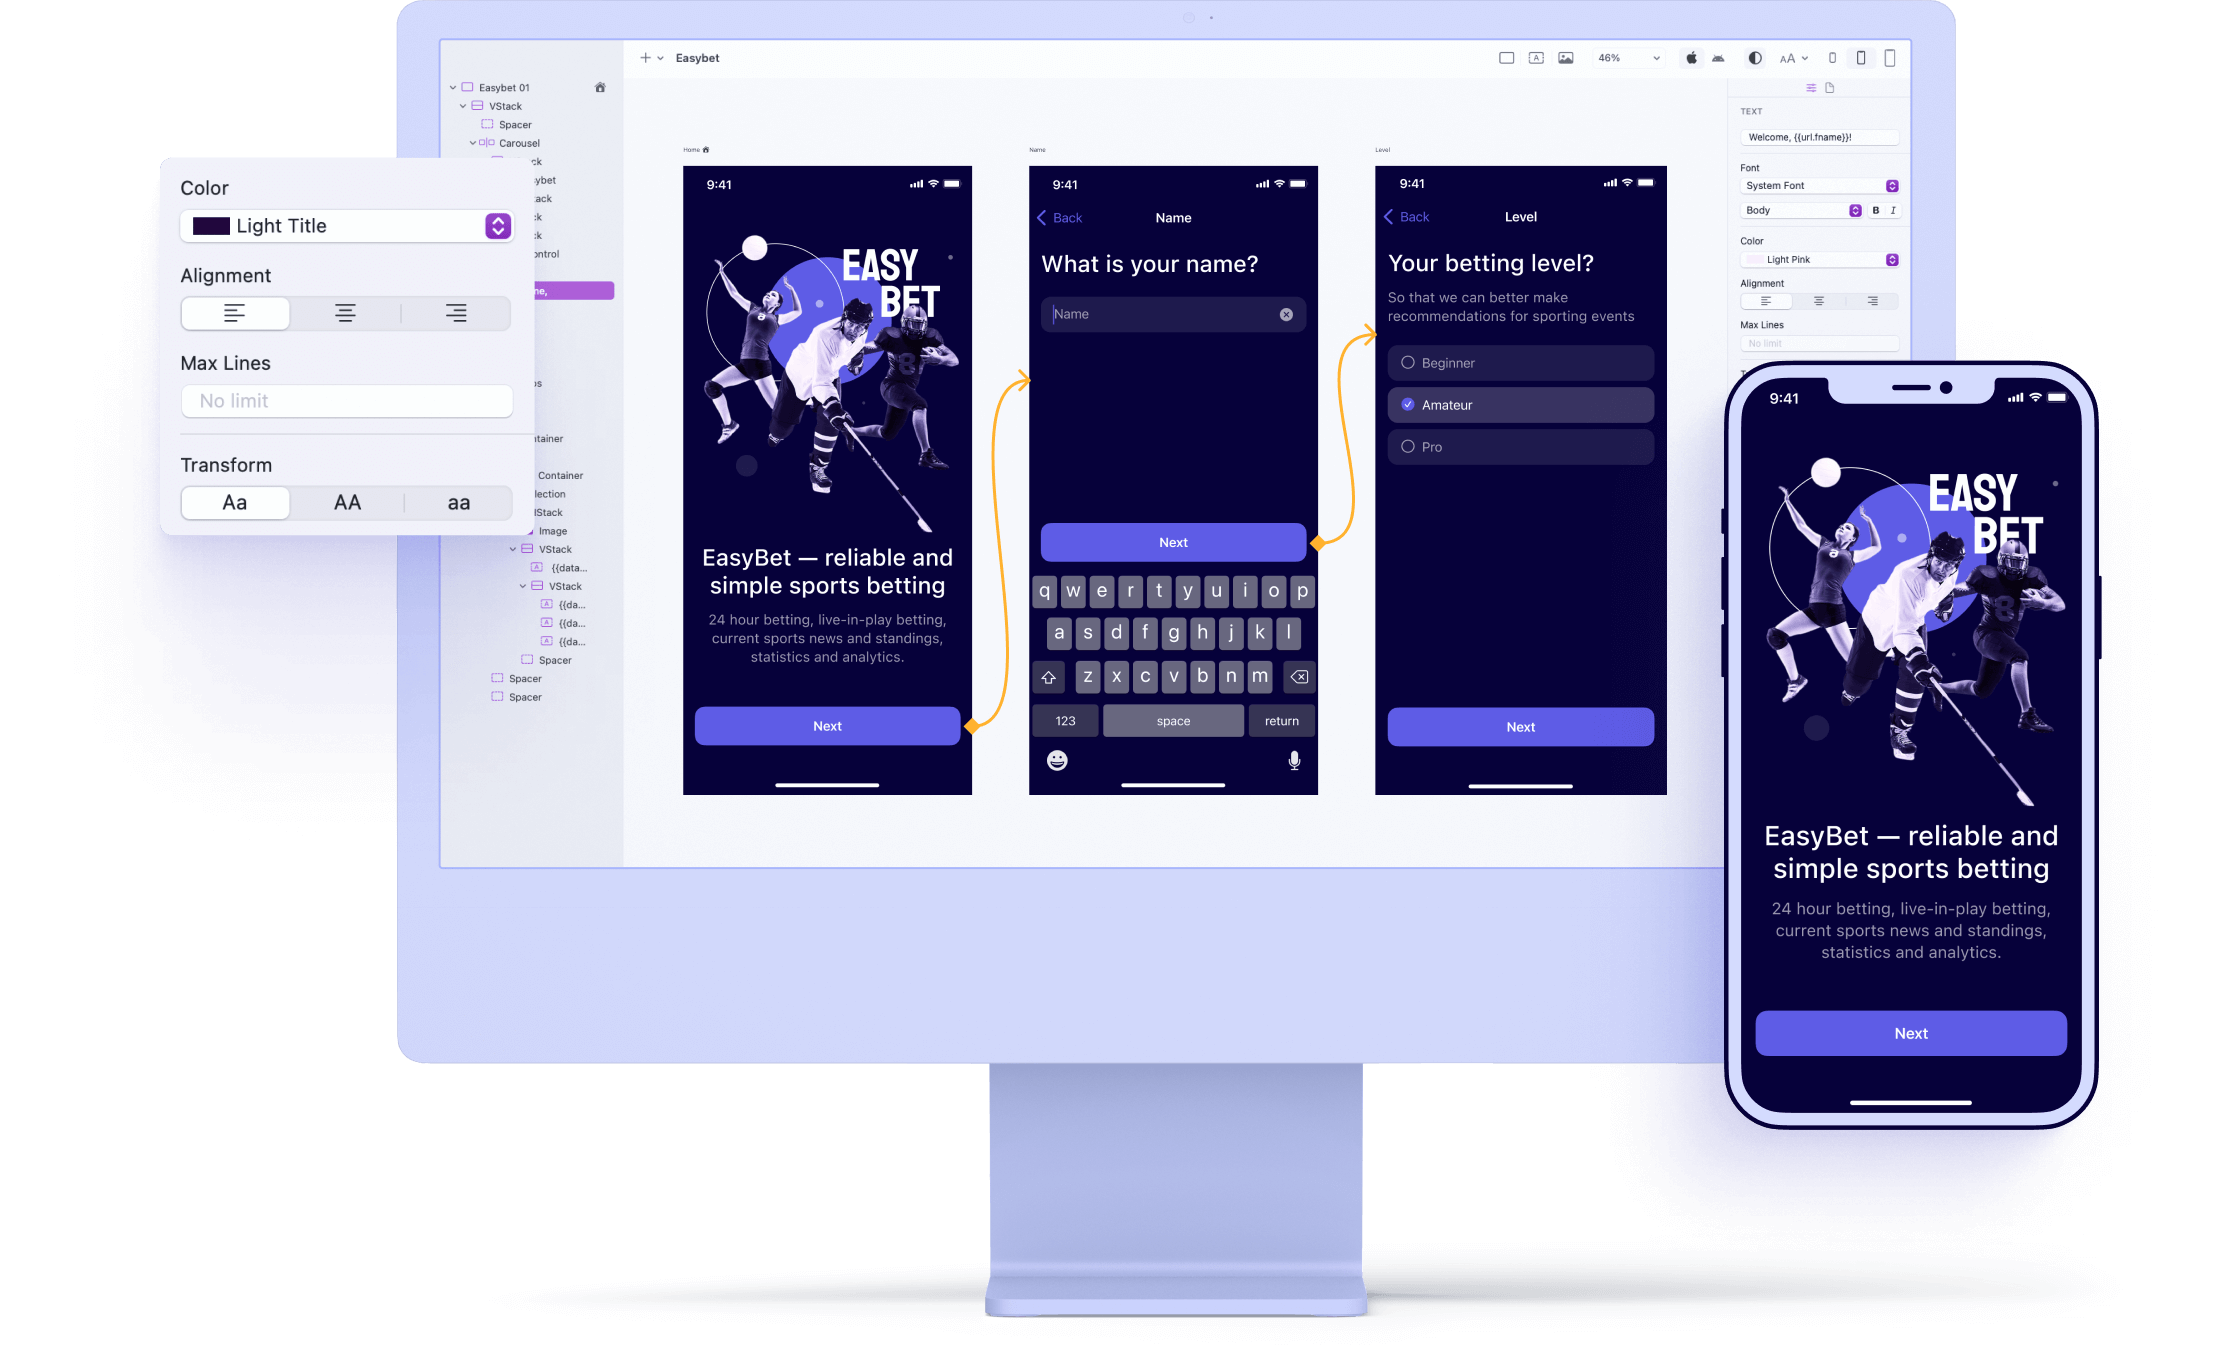 Easybet
46%
AA
Easybet 01
VStack
Spacer
Carousel
ck
ybet
ack
ck
ck
ontrol
ne,
os
tainer
Container
lection
IStack
Image
VStack
{{data...
VStack
{{da...
{{da...
{{da...
Spacer
Spacer
Spacer
Color
Light Title
Alignment
Max Lines
No limit
Transform
Aa
AA
aa
Home
9:41
EASY
BET
EasyBet — reliable and
simple sports betting
24 hour betting, live-in-play betting,
current sports news and standings,
statistics and analytics.
Next
Name
9:41
Back
Name
What is your name?
Name
Next
q w e r t y u i o p
a s d f g h j k l
z x c v b n m
123
space
return
Level
9:41
Back
Level
Your betting level?
So that we can better make
recommendations for sporting events
Beginner
Amateur
Pro
Next
TEXT
Welcome, {{url.fname}}!
Font
System Font
Body
B I
Color
Light Pink
Alignment
Max Lines
No limit
9:41
EASY
BET
EasyBet — reliable and
simple sports betting
24 hour betting, live-in-play betting,
current sports news and standings,
statistics and analytics.
Next